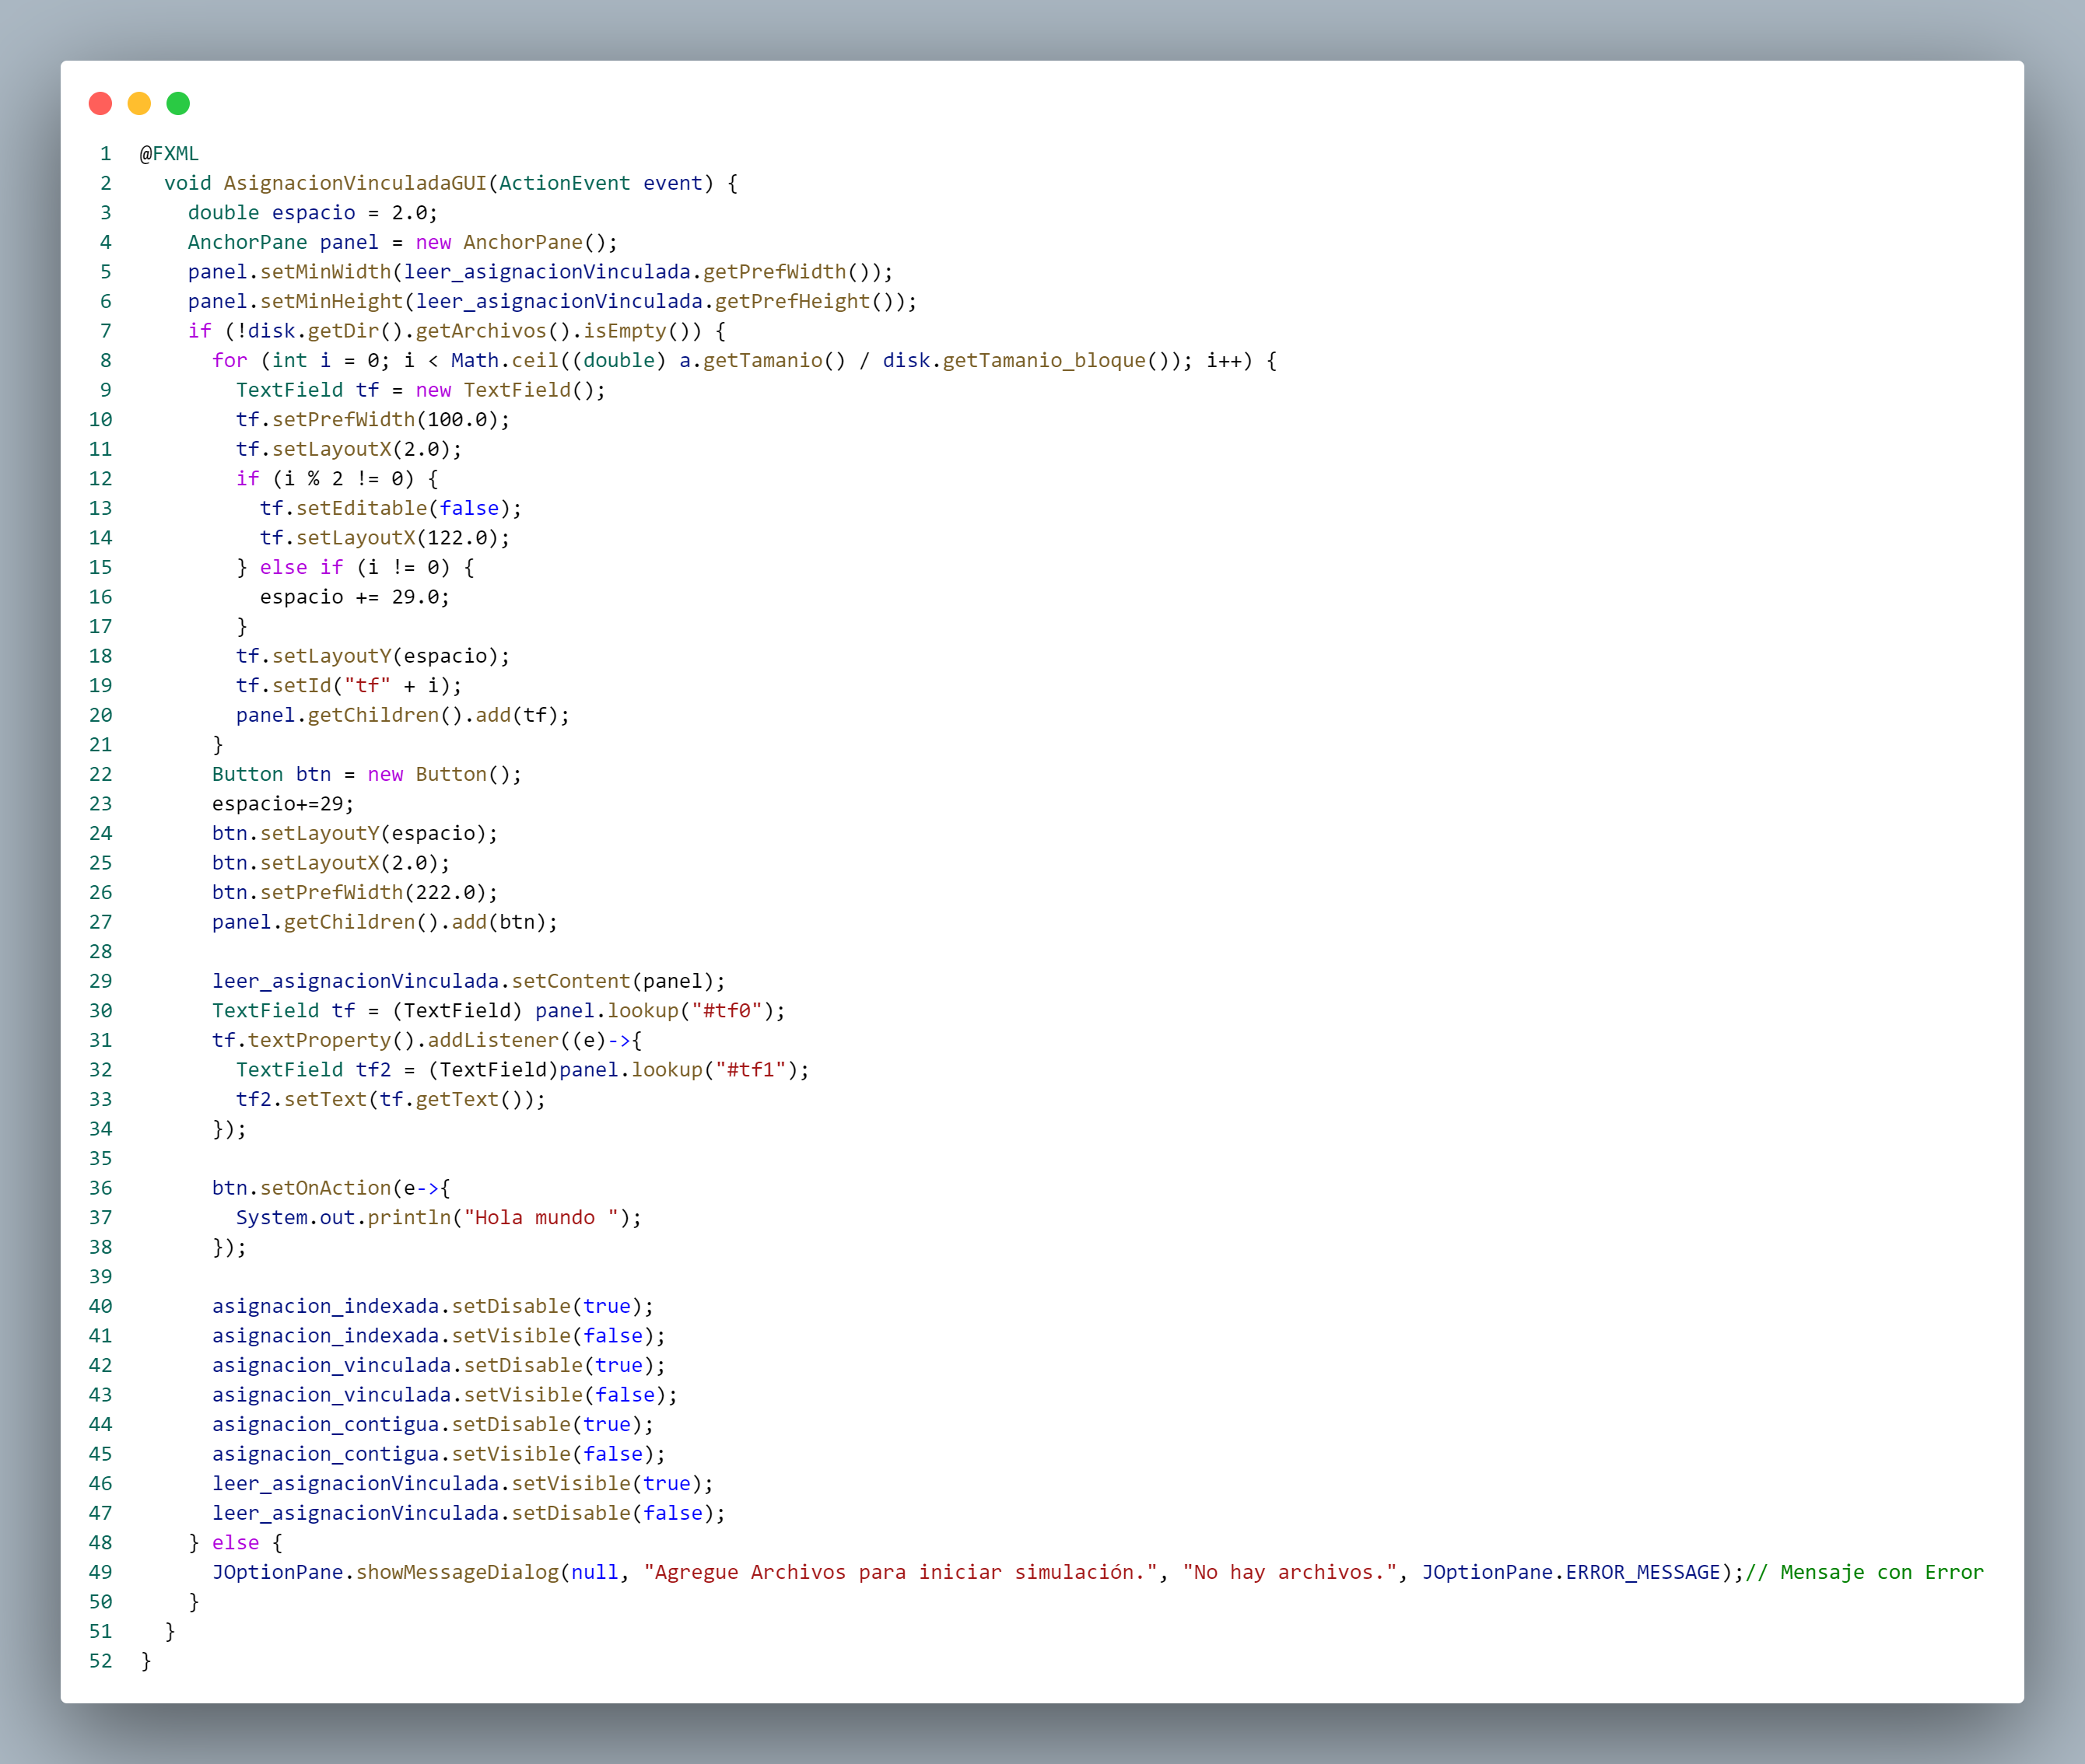 1 @FXML
2   void AsignacionVinculadaGUI(ActionEvent event) {
3     double espacio = 2.0;
4     AnchorPane panel = new AnchorPane();
5     panel.setMinWidth(leer_asignacionVinculada.getPrefWidth());
6     panel.setMinHeight(leer_asignacionVinculada.getPrefHeight());
7     if (!disk.getDir().getArchivos().isEmpty()) {
8       for (int i = 0; i < Math.ceil((double) a.getTamanio() / disk.getTamanio_bloque()); i++) {
9         TextField tf = new TextField();
10         tf.setPrefWidth(100.0);
11         tf.setLayoutX(2.0);
12         if (i % 2 != 0) {
13           tf.setEditable(false);
14           tf.setLayoutX(122.0);
15         } else if (i != 0) {
16           espacio += 29.0;
17         }
18         tf.setLayoutY(espacio);
19         tf.setId("tf" + i);
20         panel.getChildren().add(tf);
21       }
22       Button btn = new Button();
23       espacio+=29;
24       btn.setLayoutY(espacio);
25       btn.setLayoutX(2.0);
26       btn.setPrefWidth(222.0);
27       panel.getChildren().add(btn);
28
29       leer_asignacionVinculada.setContent(panel);
30       TextField tf = (TextField) panel.lookup("#tf0");
31       tf.textProperty().addListener((e)->{
32         TextField tf2 = (TextField)panel.lookup("#tf1");
33         tf2.setText(tf.getText());
34       });
35
36       btn.setOnAction(e->{
37         System.out.println("Hola mundo ");
38       });
39
40       asignacion_indexada.setDisable(true);
41       asignacion_indexada.setVisible(false);
42       asignacion_vinculada.setDisable(true);
43       asignacion_vinculada.setVisible(false);
44       asignacion_contigua.setDisable(true);
45       asignacion_contigua.setVisible(false);
46       leer_asignacionVinculada.setVisible(true);
47       leer_asignacionVinculada.setDisable(false);
48     } else {
49       JOptionPane.showMessageDialog(null, "Agregue Archivos para iniciar simulación.", "No hay archivos.", JOptionPane.ERROR_MESSAGE);// Mensaje con Error
50     }
51   }
52 }